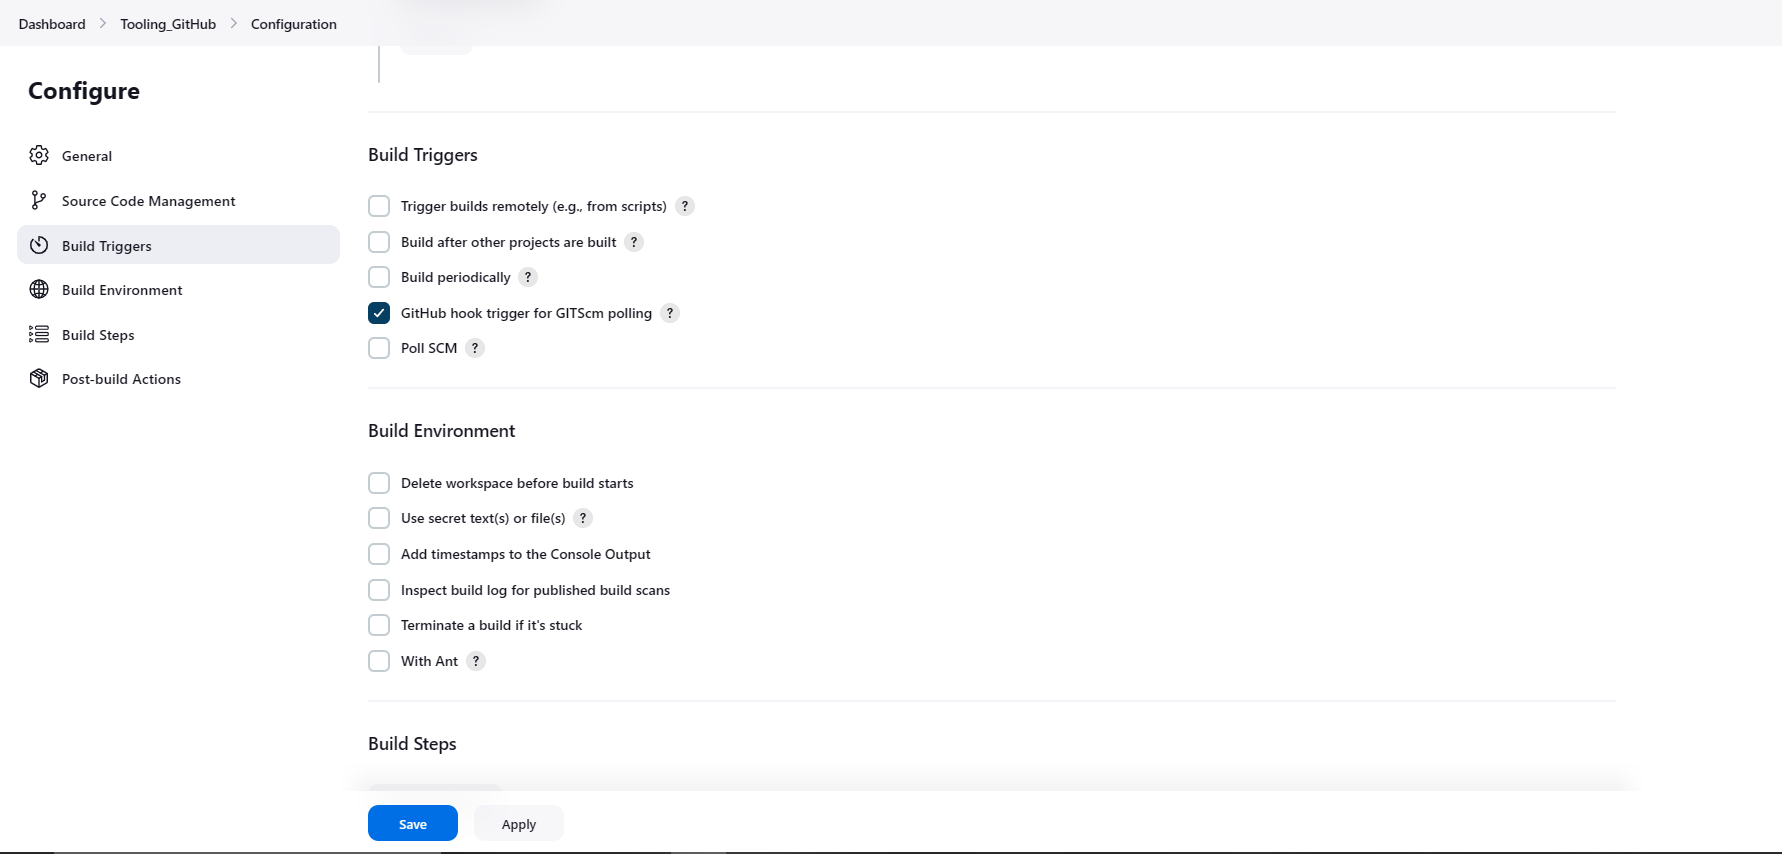 Dashboard > Tooling_GitHub > Configuration
Configure
General
Source Code Management
Build Triggers
Build Environment
Build Steps
Post-build Actions
Build Triggers
Trigger builds remotely (e.g., from scripts) ?
Build after other projects are built ?
Build periodically ?
GitHub hook trigger for GITScm polling ?
Poll SCM ?
Build Environment
Delete workspace before build starts
Use secret text(s) or file(s) ?
Add timestamps to the Console Output
Inspect build log for published build scans
Terminate a build if it's stuck
With Ant ?
Build Steps
Save Apply